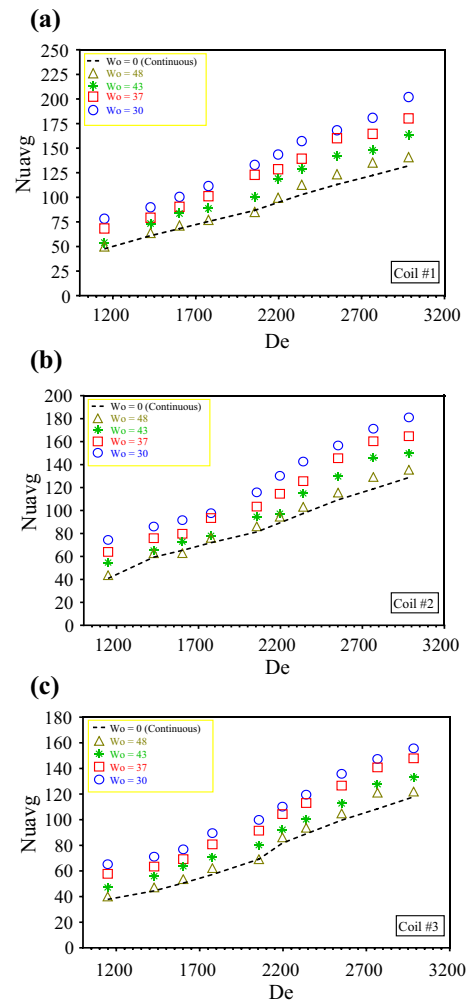 (a)
250
225
200
175
150
125
100
75
50
25
0
Nuavg
Wo = 0 (Continuous)
Wo = 48
Wo = 43
Wo = 37
Wo = 30
Coil #1
1200 1700 2200 2700 3200
De
(b)
200
180
160
140
120
100
80
60
40
20
0
Nuavg
Wo = 0 (Continuous)
Wo = 48
Wo = 43
Wo = 37
Wo = 30
Coil #2
1200 1700 2200 2700 3200
De
(c)
180
160
140
120
100
80
60
40
20
0
Nuavg
Wo = 0 (Continuous)
Wo = 48
Wo = 43
Wo = 37
Wo = 30
Coil #3
1200 1700 2200 2700 3200
De